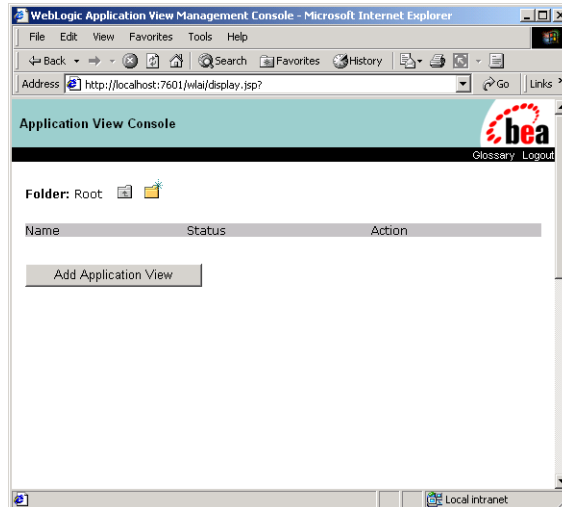 WebLogic Application View Management Console - Microsoft Internet Explorer
File Edit View Favorites Tools Help
Back Search Favorites History
Address http://localhost:7601/wlai/display.jsp? Go Links
Application View Console
bea
Glossary Logout
Folder: Root
Name Status Action
Add Application View
Local intranet